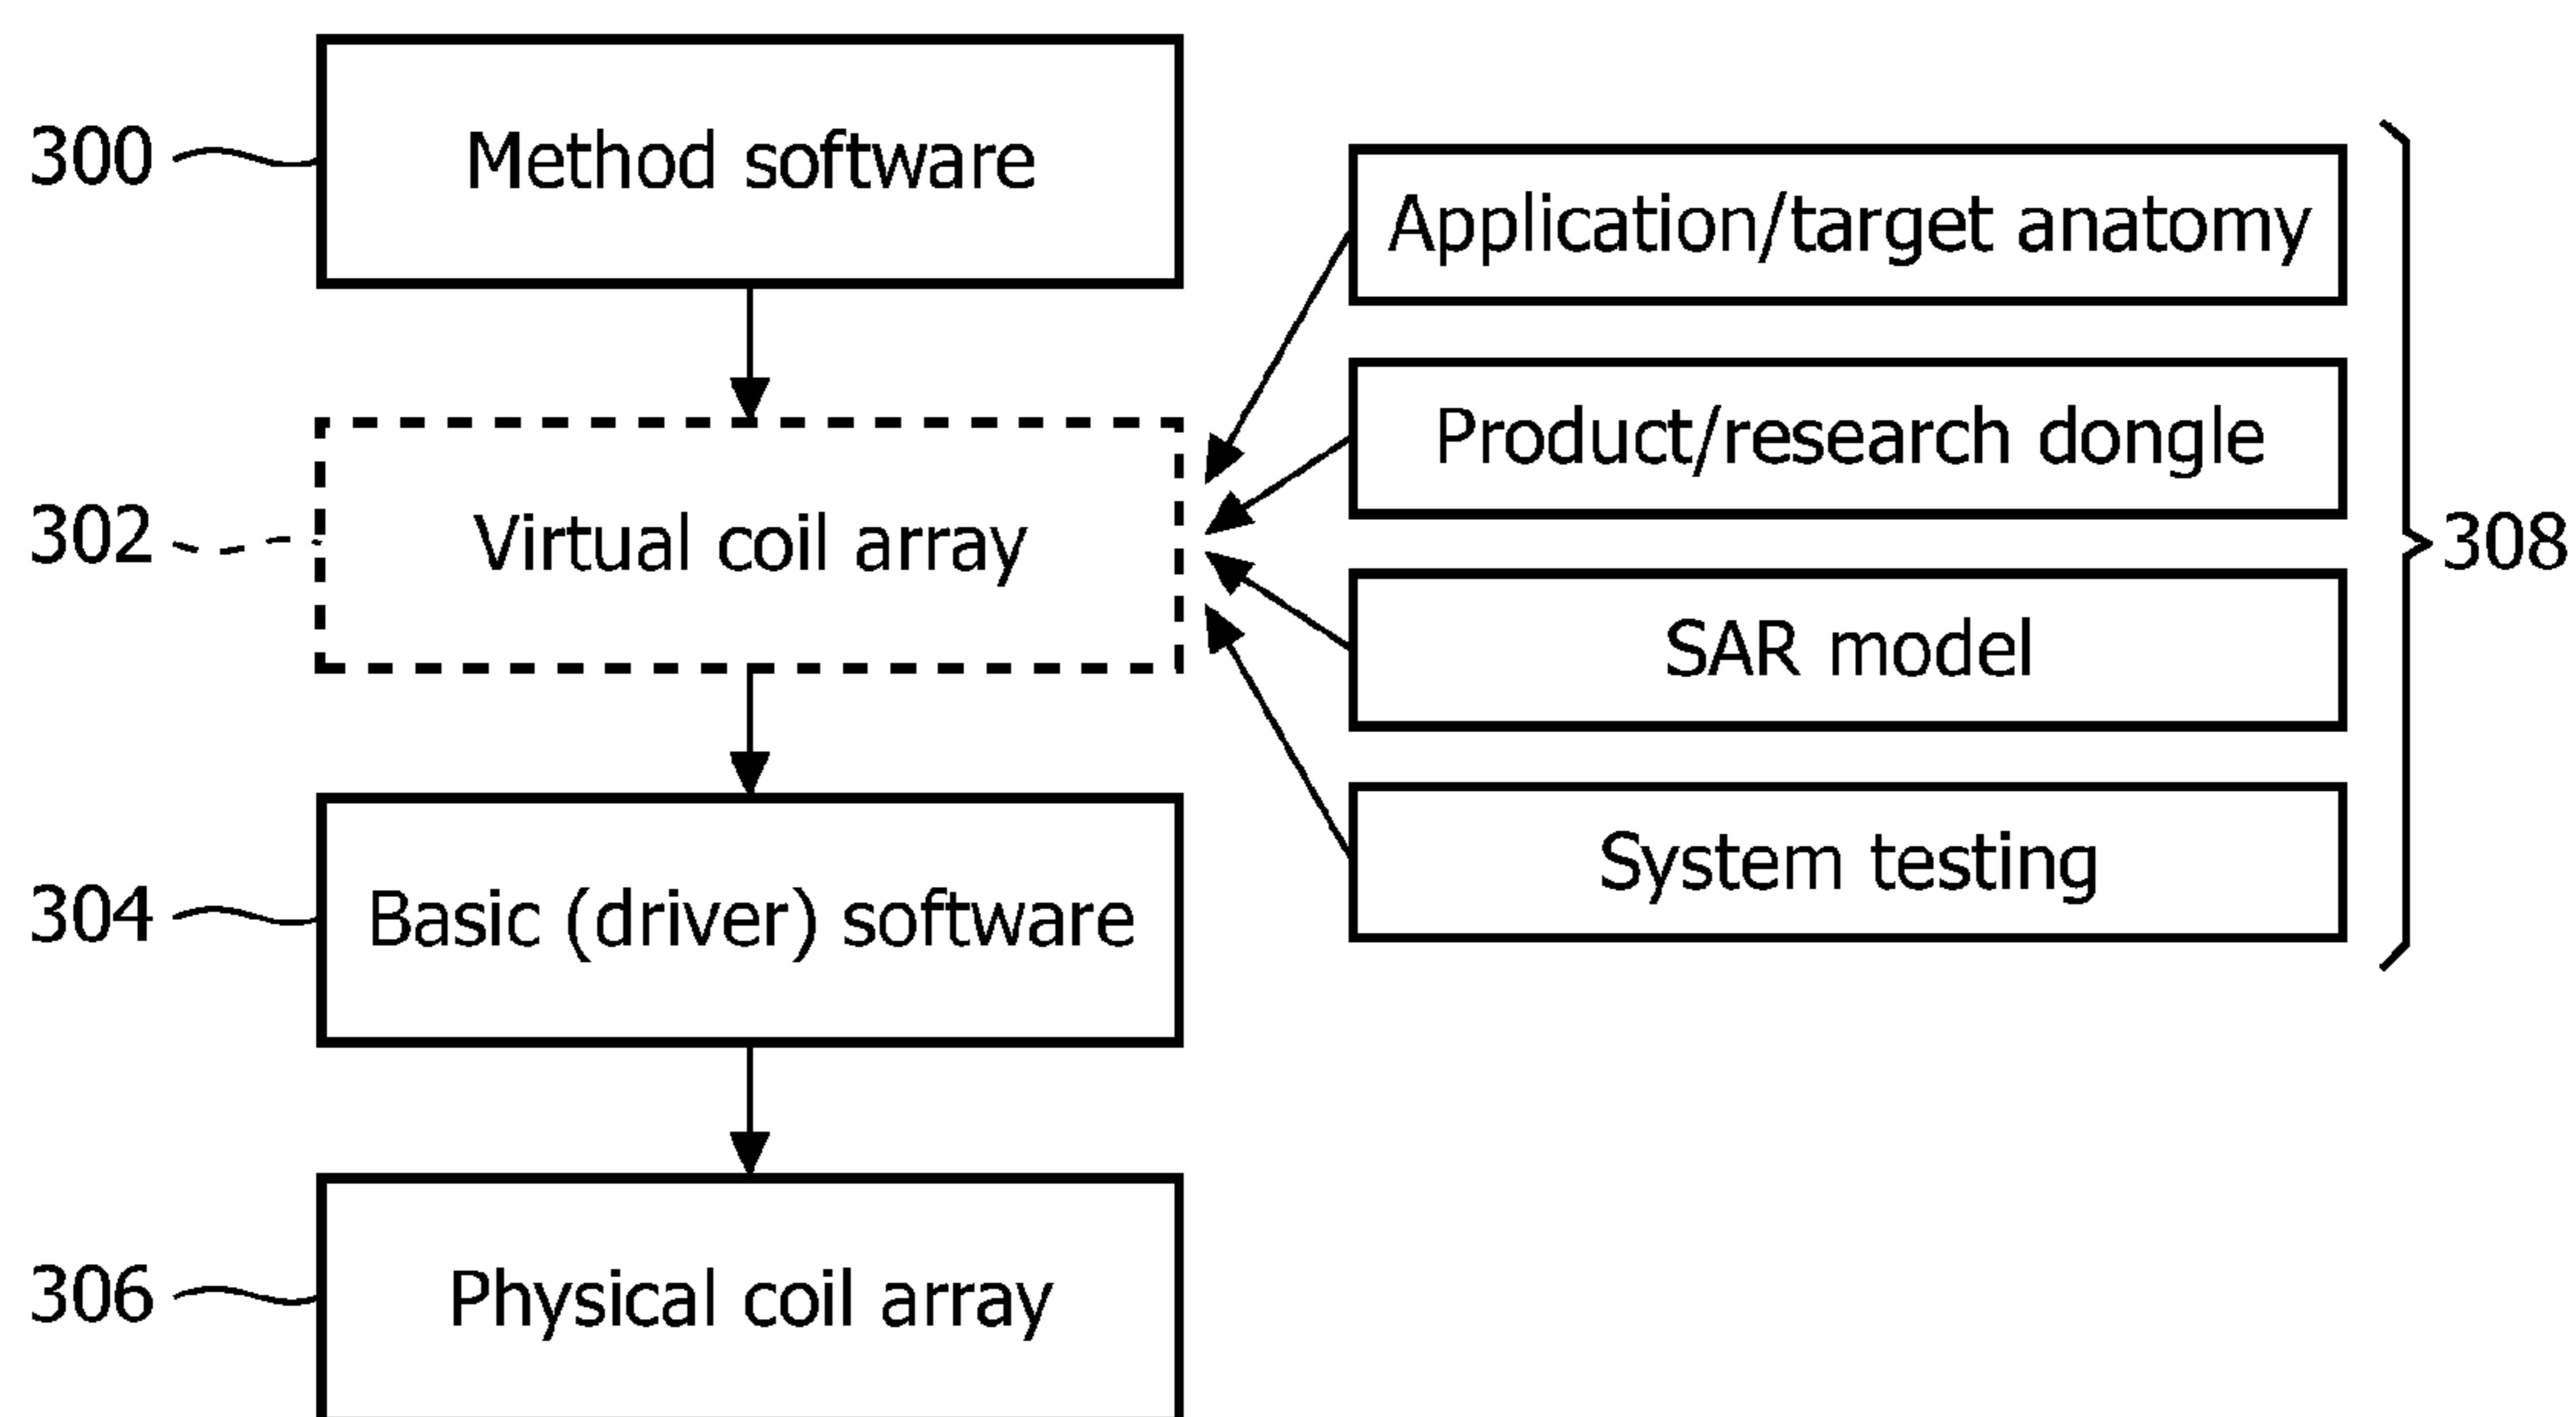 300
Method software
302
Virtual coil array
304
Basic (driver) software
306
Physical coil array
Application/target anatomy
Product/research dongle
SAR model
System testing
308